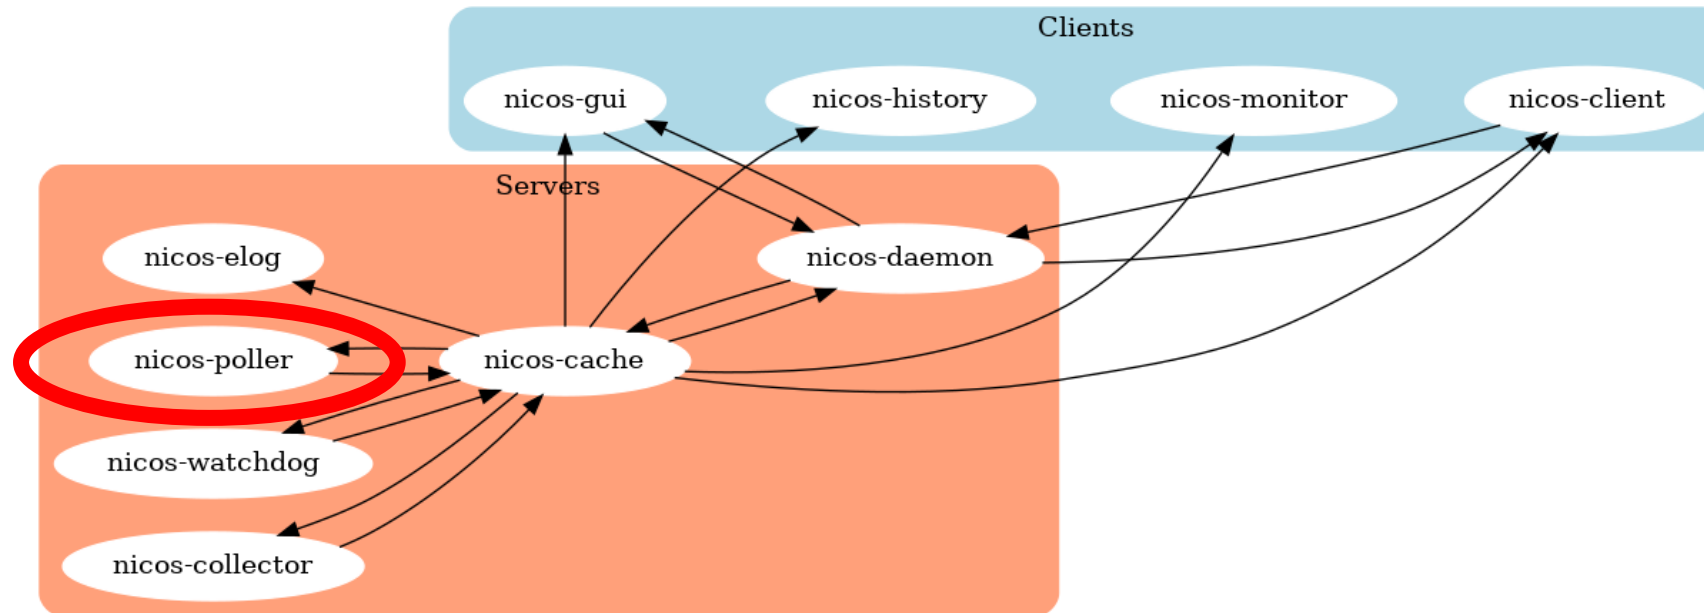 Clients
nicos-gui
nicos-history
nicos-monitor
nicos-client
Servers
nicos-elog
nicos-daemon
nicos-poller
nicos-cache
nicos-watchdog
nicos-collector